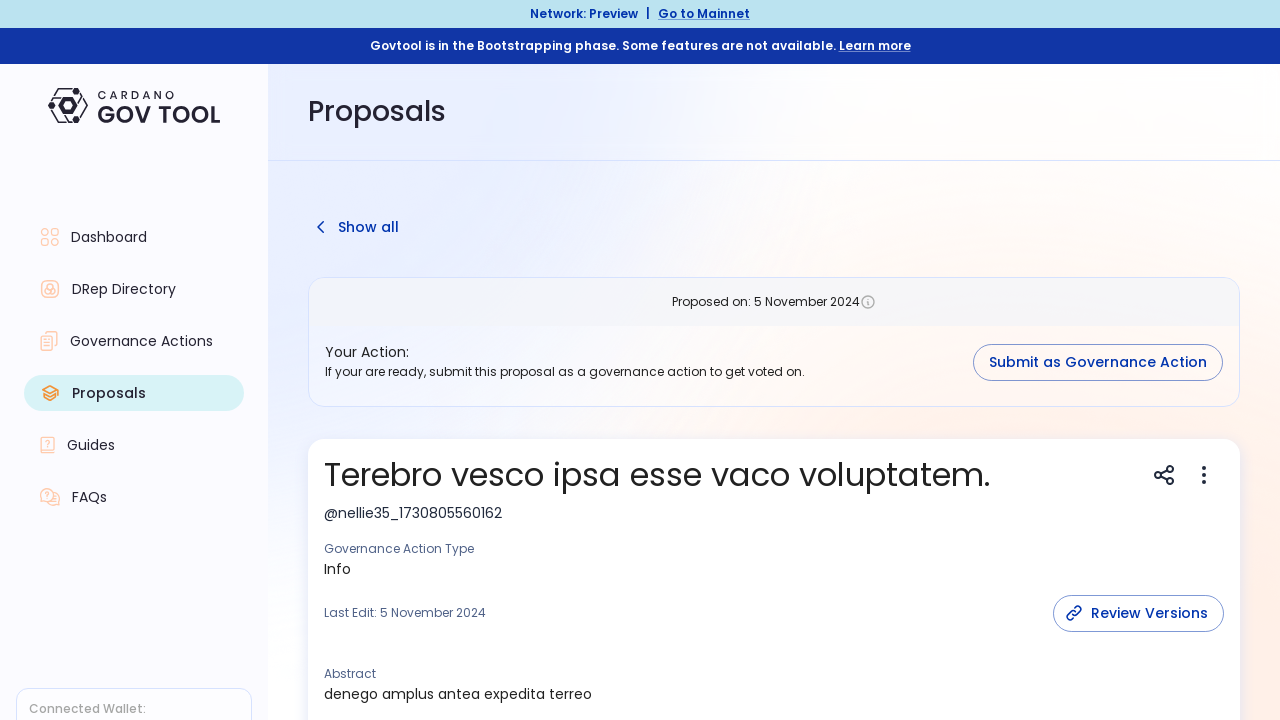 Network: Preview | Go to Mainnet
Govtool is in the Bootstrapping phase. Some features are not available. Learn more
CARDANO
GOV TOOL
Proposals
Dashboard
DRep Directory
Governance Actions
Proposals
Guides
FAQs
Connected Wallet:
Show all
Proposed on: 5 November 2024
Your Action:
If your are ready, submit this proposal as a governance action to get voted on.
Submit as Governance Action
Terebro vesco ipsa esse vaco voluptatem.
@nellie35_1730805560162
Governance Action Type
Info
Last Edit: 5 November 2024
Review Versions
Abstract
denego amplus antea expedita terreo